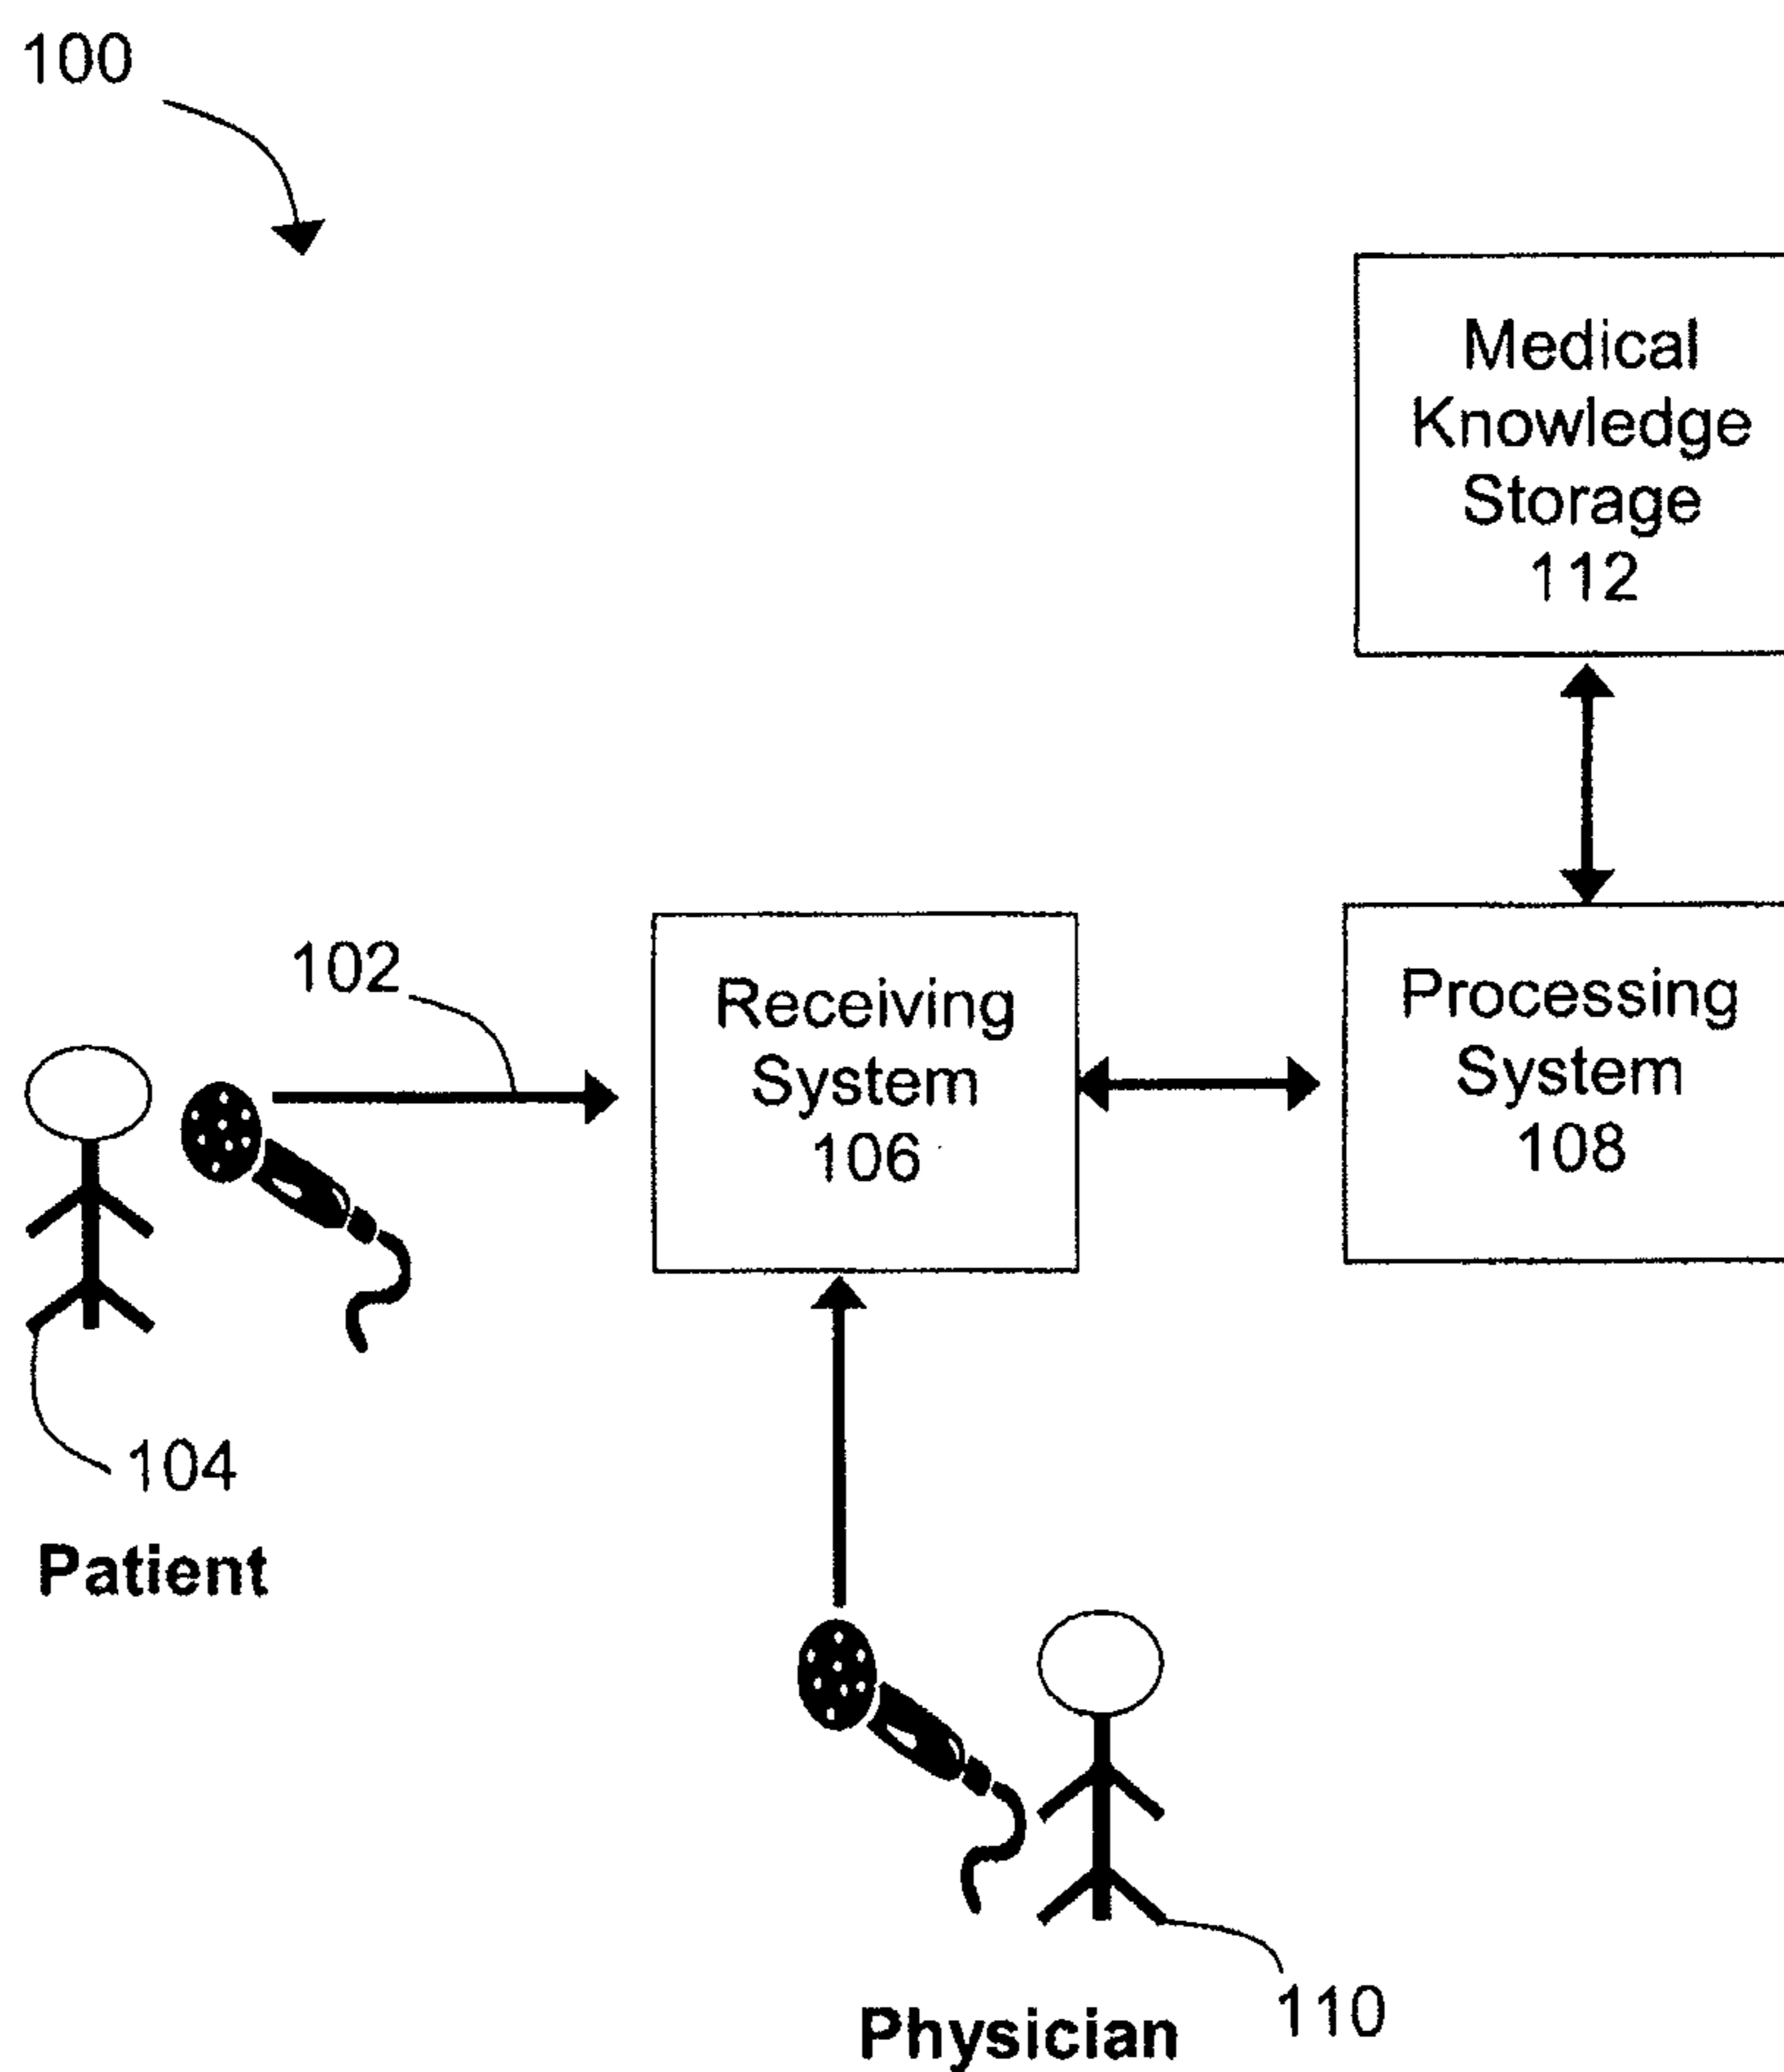 100
Medical
Knowledge
Storage
112
102
Receiving
System
106
Processing
System
108
104
Patient
110
Physician